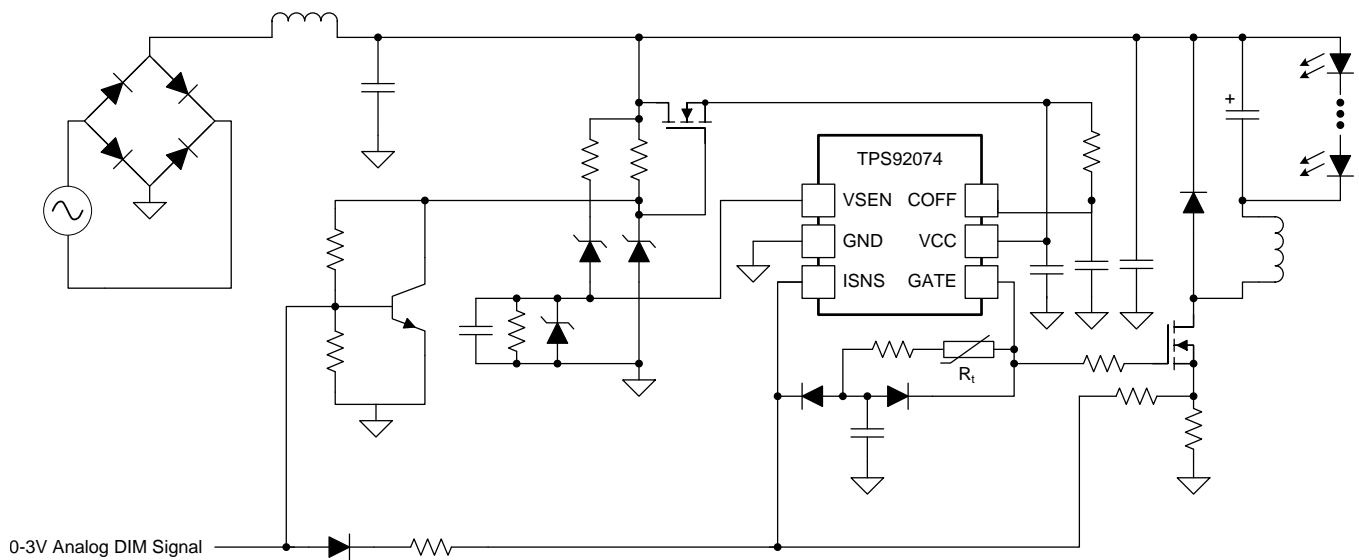 TPS92074
VSEN
COFF
GND
VCC
ISNS
GATE
+
Rt
0-3V Analog DIM Signal